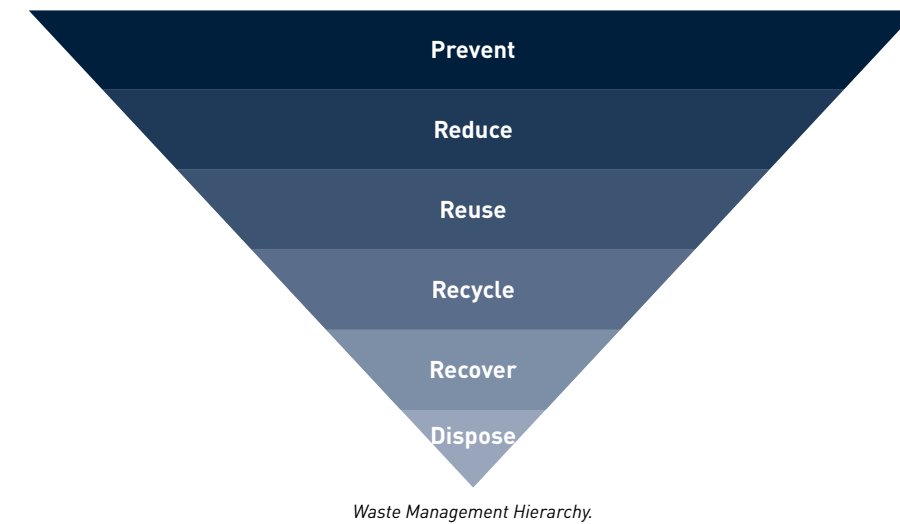 Prevent
Reduce
Reuse
Recycle
Recover
Dispose
Waste Management Hierarchy.